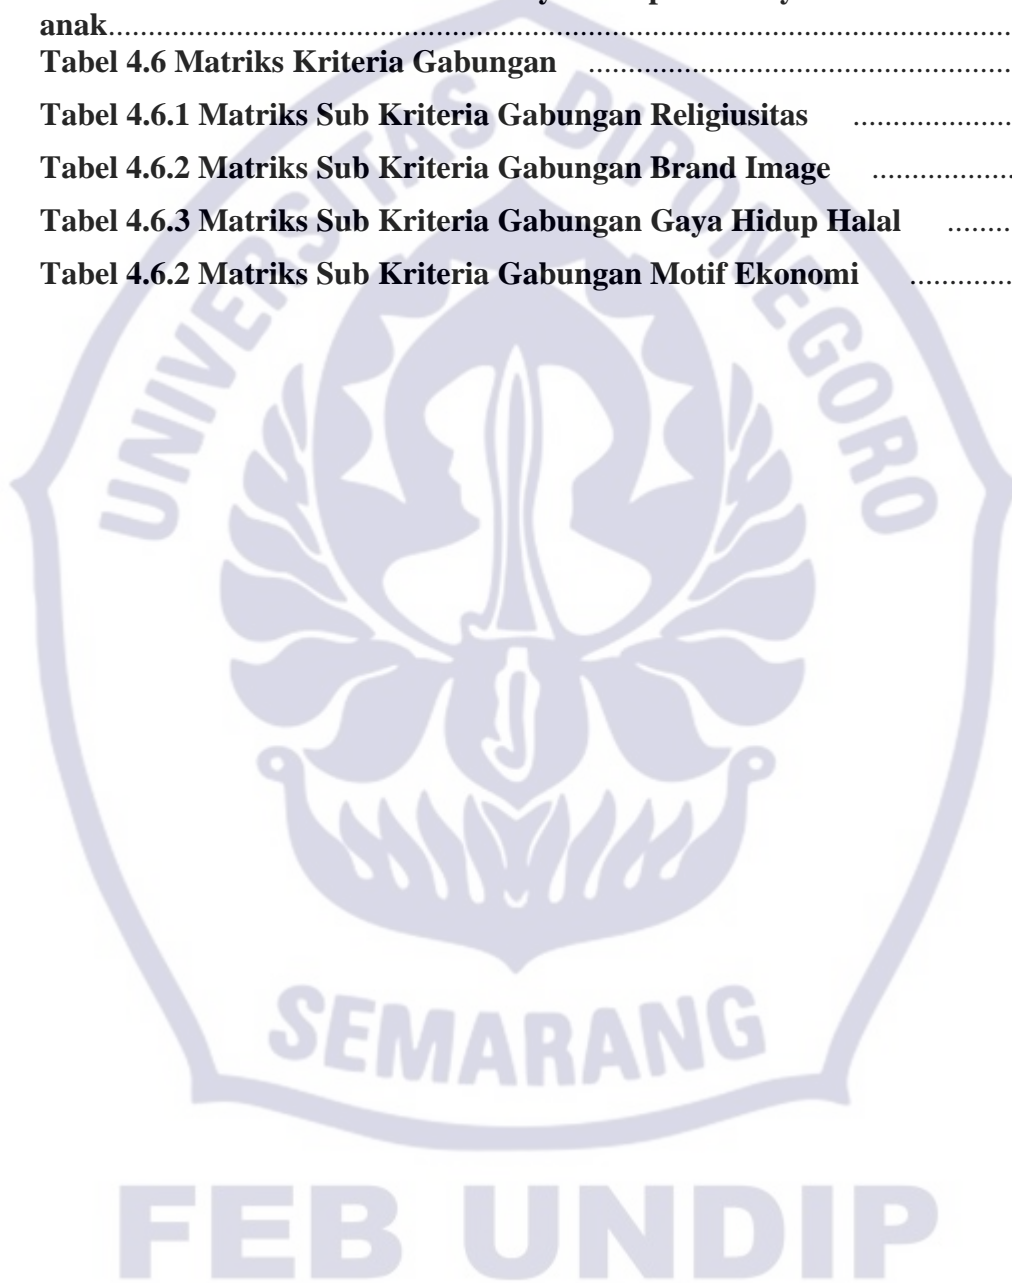 anak....................................................................................................................
Tabel 4.6 Matriks Kriteria Gabungan .....................................................
Tabel 4.6.1 Matriks Sub Kriteria Gabungan Religiusitas ....................
Tabel 4.6.2 Matriks Sub Kriteria Gabungan Brand Image ..................
Tabel 4.6.3 Matriks Sub Kriteria Gabungan Gaya Hidup Halal ........
Tabel 4.6.2 Matriks Sub Kriteria Gabungan Motif Ekonomi .............
UNIVERSITAS DIPONEGORO
SEMARANG
FEB UNDIP